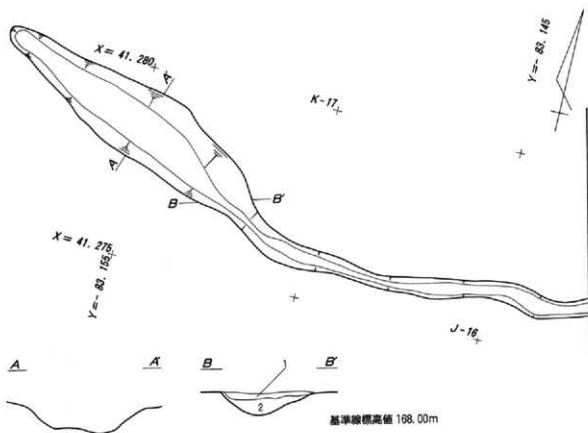 Y=- 83. 145
X= 41. 280
A'
K-17
A
B
B'
X= 41. 275
Y=- 83. 155
J-16
A
A'
B
1
B'
2
基準線標高値 168. 00m